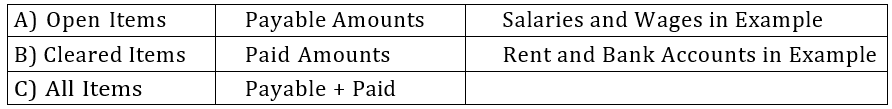 A) Open Items Payable Amounts Salaries and Wages in Example
B) Cleared Items Paid Amounts Rent and Bank Accounts in Example
C) All Items Payable + Paid